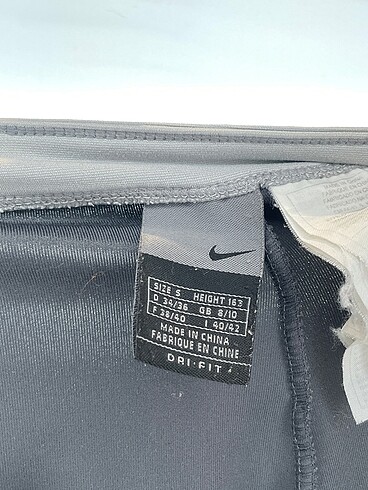 SIZE S HEIGHT 163
D 34/36 GB 8/10
F 38/40 I 40/42
MADE IN CHINA
FABRIQUE EN CHINE
DRI-FIT